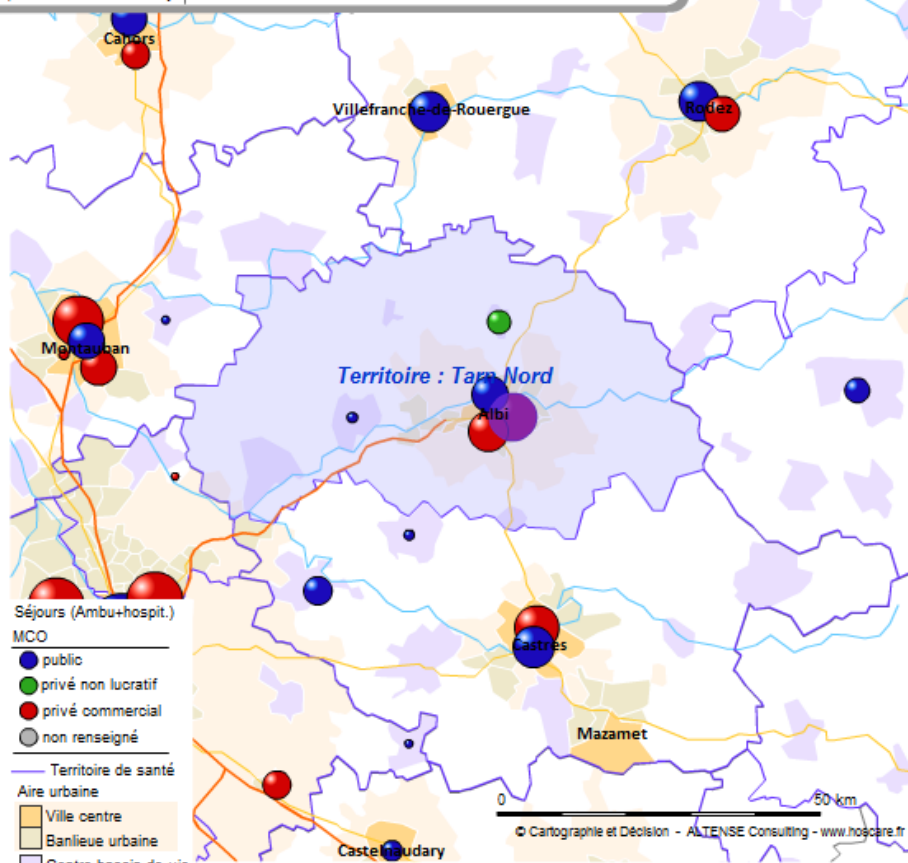 Cahors
Villefranche-de-Rouergue
Rodez
Montauban
Territoire : Tarn Nord
Albi
Séjours (Ambu+hospit.)
MCO
public
privé non lucratif
privé commercial
non renseigné
Territoire de santé
Aire urbaine
Ville centre
Banlieue urbaine
Castres
Mazamet
0 50 km
© Cartographie et Décision - ALTENSE Consulting - www.hoscare.fr
Castelnaudary